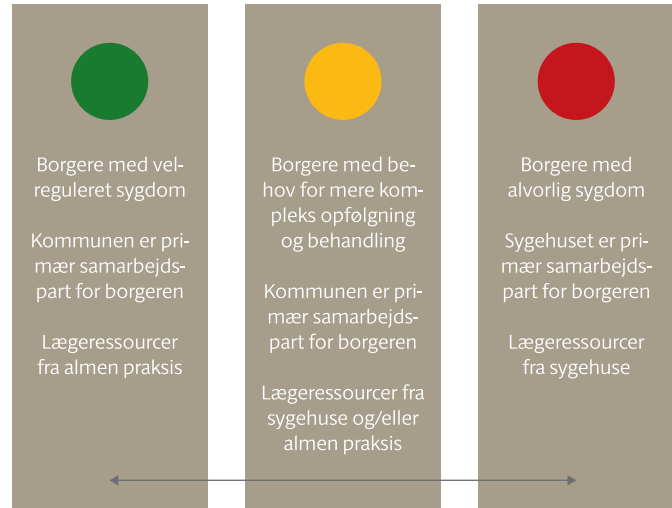 Borgere med vel-
reguleret sygdom
Kommunen er pri-
mær samarbejds-
part for borgeren
Lægeressourcer
fra almen praksis
Borgere med be-
hov for mere kom-
pleks opfølgning
og behandling
Kommunen er pri-
mær samarbejds-
part for borgeren
Lægeressourcer fra
sygehuse og/eller
almen praksis
Borgere med
alvorlig sygdom
Sygehuset er pri-
mær samarbejds-
part for borgeren
Lægeressourcer
fra sygehuse